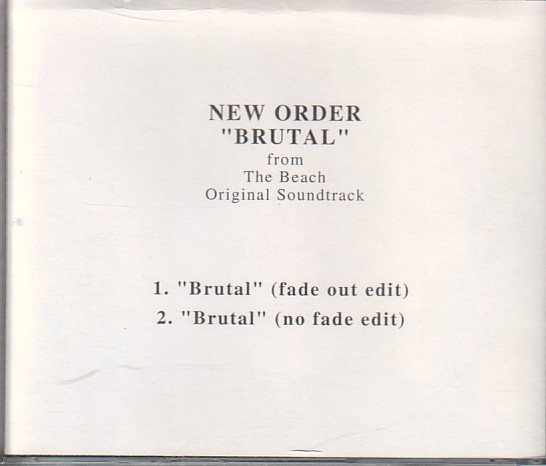 NEW ORDER
"BRUTAL"
from
The Beach
Original Soundtrack
1. "Brutal" (fade out edit)
2. "Brutal" (no fade edit)